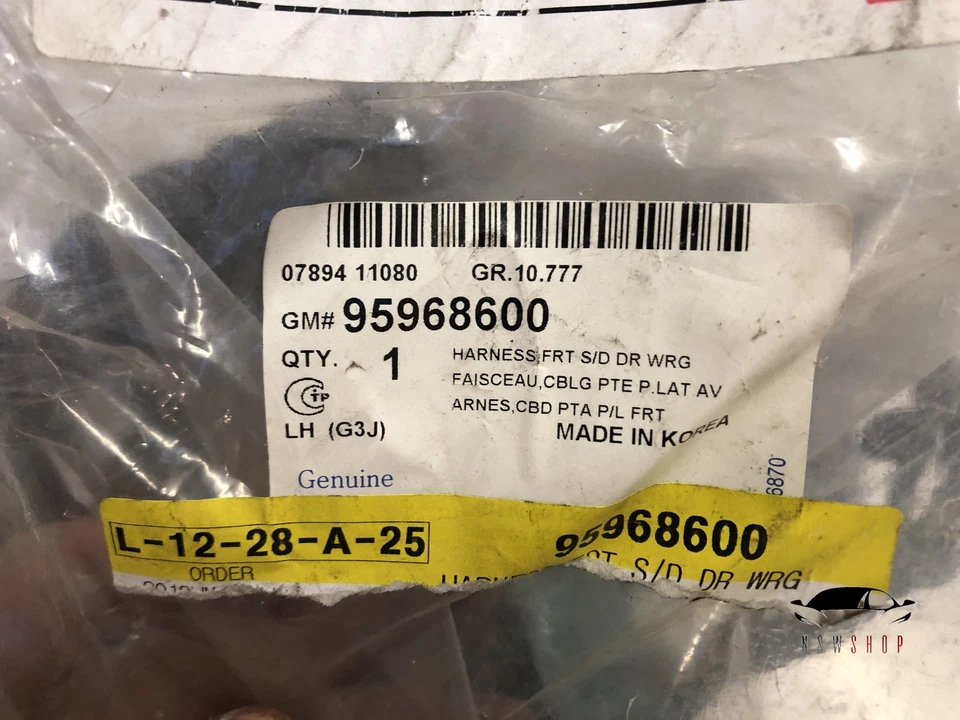 07894 11080 GR.10.777
GM# 95968600
QTY. 1
HARNESS,FRT S/D DR WRG
FAISCEAU,CBLG PTE P.LAT AV
ARNES,CBD PTA P/L FRT
LH (G3J)
MADE IN KOREA
Genuine
6870
L-12-28-A-25
95968600
ORDER
S/D DR WRG
NSWSHOP